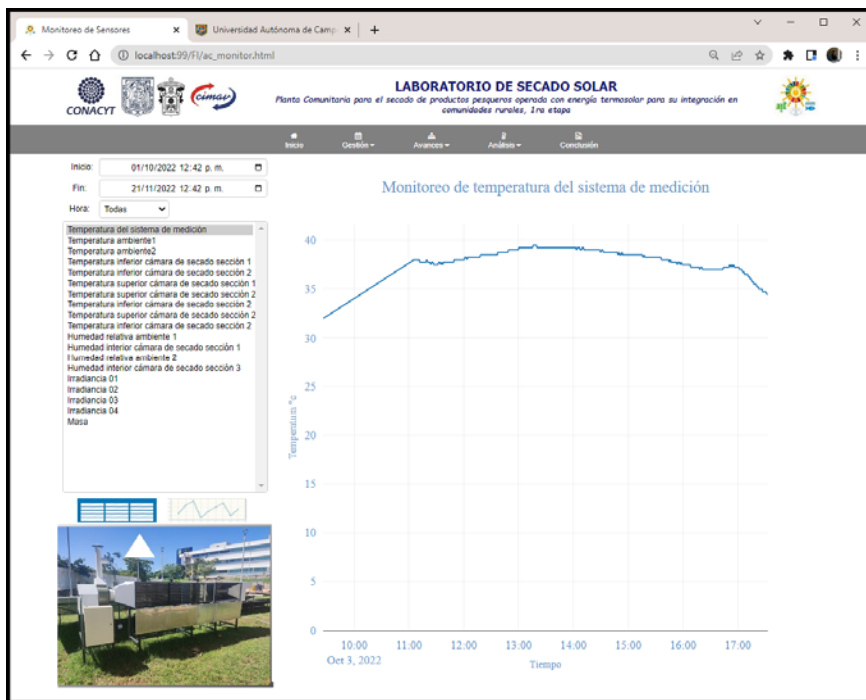 Monitoreo de Sensores
Universidad Autónoma de Camp
localhost:99/FI/ac_monitor.html
CONACYT
cimav
LABORATORIO DE SECADO SOLAR
Planta Comunitaria para el secado de productos pesqueros operada con energía termosolar para su integración en
comunidades rurales, 1ra etapa
Inicio
Gestión
Avances
Análisis
Conclusión
Inicio:
01/10/2022 12:42 p. m.
Fin:
21/11/2022 12:42 p. m.
Hora:
Todas
Temperatura del sistema de medición
Temperatura ambiente1
Temperatura ambiente2
Temperatura inferior cámara de secado sección 1
Temperatura inferior cámara de secado sección 2
Temperatura superior cámara de secado sección 1
Temperatura superior cámara de secado sección 2
Temperatura inferior cámara de secado sección 2
Temperatura superior cámara de secado sección 2
Temperatura inferior cámara de secado sección 2
Humedad relativa ambiente 1
Humedad interior cámara de secado sección 1
Humedad relativa ambiente 2
Humedad interior cámara de secado sección 3
Irradiancia 01
Irradiancia 02
Irradiancia 03
Irradiancia 04
Masa
Monitoreo de temperatura del sistema de medición
40
35
30
25
20
15
10
5
0
Temperatum °c
10:00
11:00
12:00
13:00
14:00
15:00
16:00
17:00
Oct 3, 2022
Tiempo